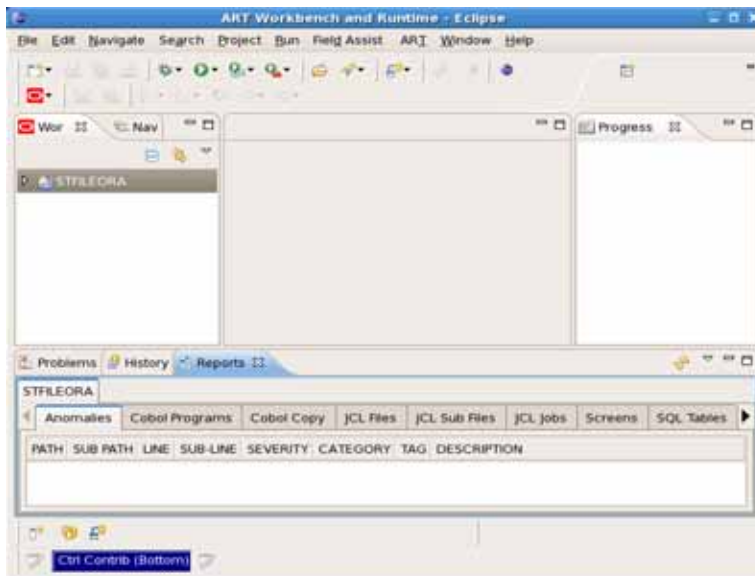 ART Workbench and Runtime - Eclipse
File Edit Navigate Search Project Run Field Assist ART Window Help
Wor Nav Progress
STFILEORA
Problems History Reports
STFILEORA
Anomalies Cobol Programs Cobol Copy JCL Files JCL Sub Files JCL Jobs Screens SQL Tables
PATH SUB PATH LINE SUB-LINE SEVERITY CATEGORY TAG DESCRIPTION
Ctrl Contrib (Bottom)